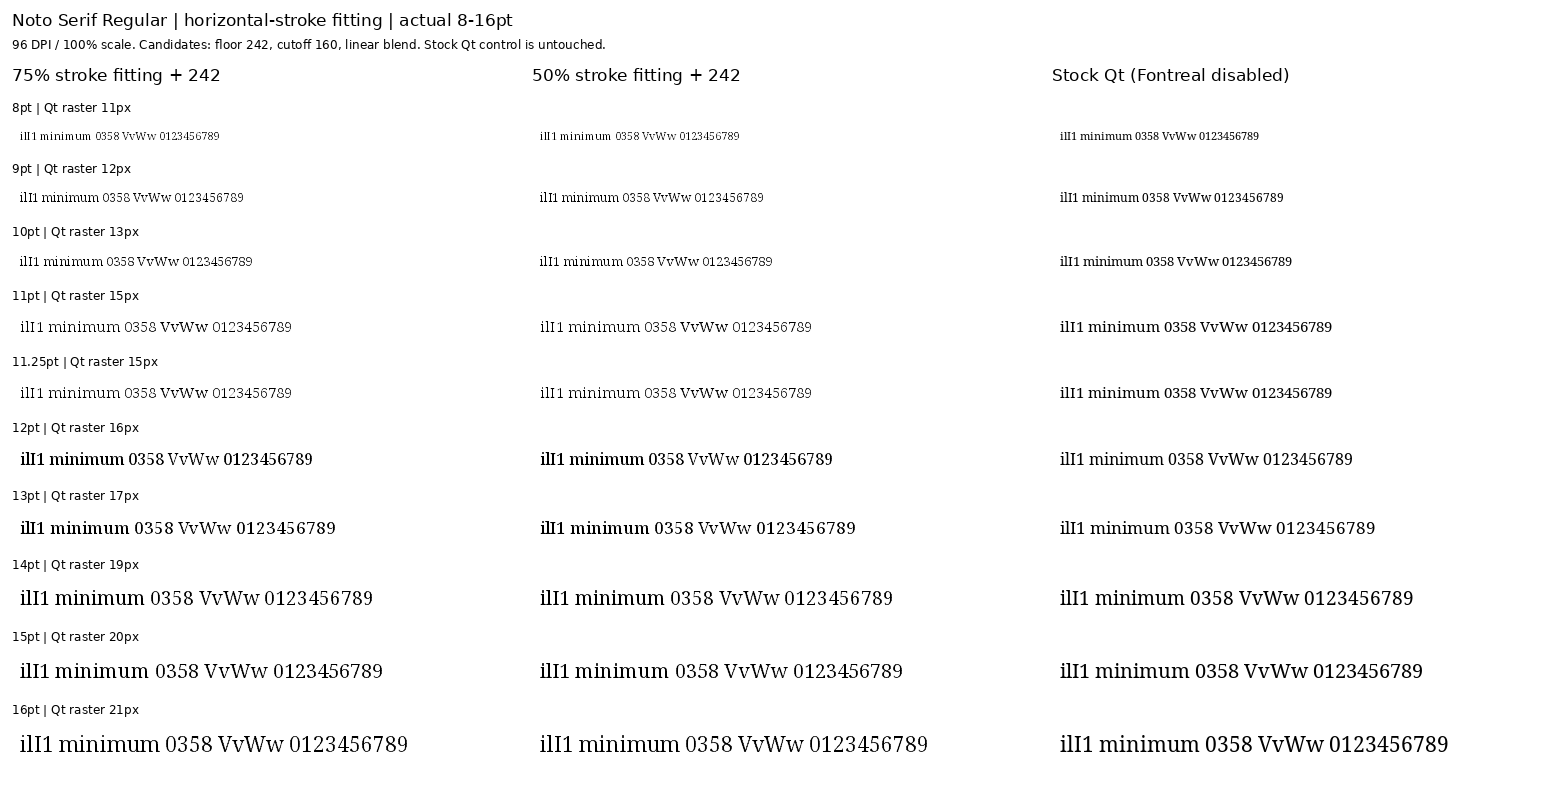 Noto Serif Regular | horizontal-stroke fitting | actual 8-16pt
96 DPI / 100% scale. Candidates: floor 242, cutoff 160, linear blend. Stock Qt control is untouched.
75% stroke fitting + 242 50% stroke fitting + 242 Stock Qt (Fontreal disabled)
8pt | Qt raster 11px
ilI1 minimum 0358 VvWw 0123456789 ilI1 minimum 0358 VvWw 0123456789 ilI1 minimum 0358 VvWw 0123456789
9pt | Qt raster 12px
ilI1 minimum 0358 VvWw 0123456789 ilI1 minimum 0358 VvWw 0123456789 ilI1 minimum 0358 VvWw 0123456789
10pt | Qt raster 13px
ilI1 minimum 0358 VvWw 0123456789 ilI1 minimum 0358 VvWw 0123456789 ilI1 minimum 0358 VvWw 0123456789
11pt | Qt raster 15px
ilI1 minimum 0358 VvWw 0123456789 ilI1 minimum 0358 VvWw 0123456789 ilI1 minimum 0358 VvWw 0123456789
11.25pt | Qt raster 15px
ilI1 minimum 0358 VvWw 0123456789 ilI1 minimum 0358 VvWw 0123456789 ilI1 minimum 0358 VvWw 0123456789
12pt | Qt raster 16px
ilI1 minimum 0358 VvWw 0123456789 ilI1 minimum 0358 VvWw 0123456789 ilI1 minimum 0358 VvWw 0123456789
13pt | Qt raster 17px
ilI1 minimum 0358 VvWw 0123456789 ilI1 minimum 0358 VvWw 0123456789 ilI1 minimum 0358 VvWw 0123456789
14pt | Qt raster 19px
ilI1 minimum 0358 VvWw 0123456789 ilI1 minimum 0358 VvWw 0123456789 ilI1 minimum 0358 VvWw 0123456789
15pt | Qt raster 20px
ilI1 minimum 0358 VvWw 0123456789 ilI1 minimum 0358 VvWw 0123456789 ilI1 minimum 0358 VvWw 0123456789
16pt | Qt raster 21px
ilI1 minimum 0358 VvWw 0123456789 ilI1 minimum 0358 VvWw 0123456789 ilI1 minimum 0358 VvWw 0123456789